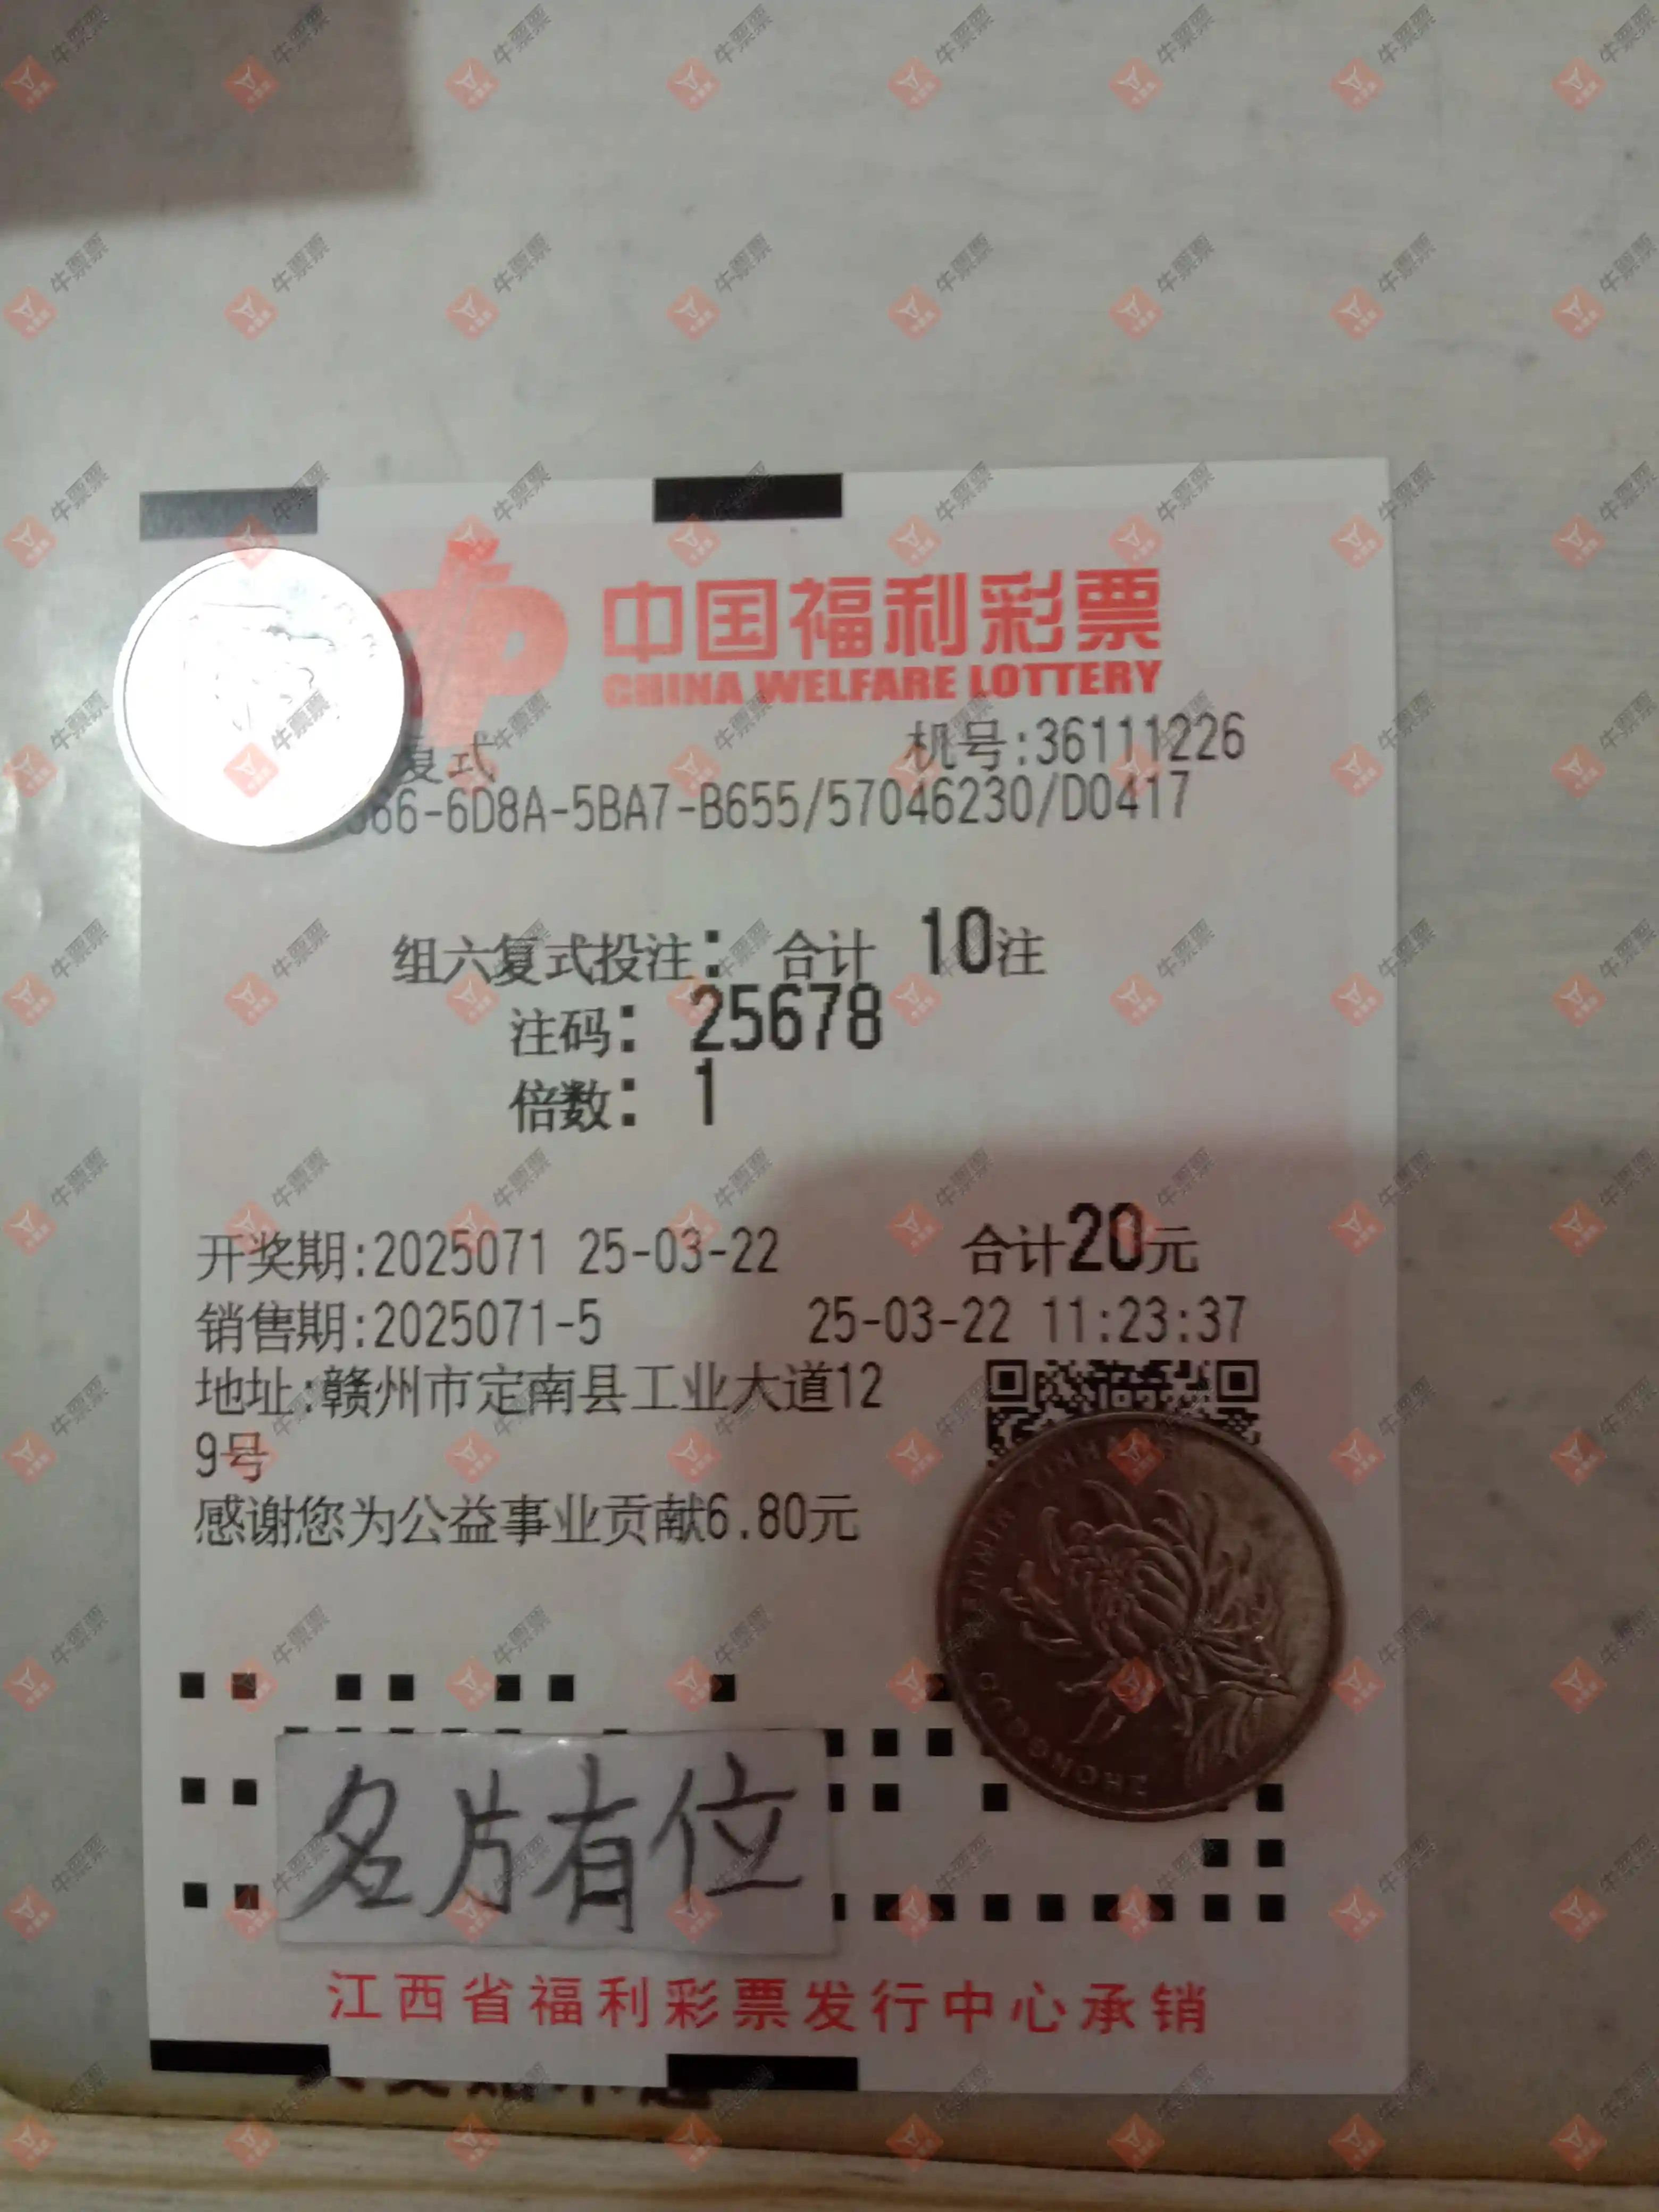 中国福利彩票
CHINA WELFARE LOTTERY
复式
机号:36111226
66-6D8A-5BA7-B655/57046230/D0417
组六复式投注: 合计 10注
注码: 25678
倍数: 1
开奖期:2025071 25-03-22 合计20元
销售期:2025071-5 25-03-22 11:23:37
地址:赣州市定南县工业大道12
9号
感谢您为公益事业贡献6.80元
名片有位
江西省福利彩票发行中心承销
ZHONGGUO
牛票票